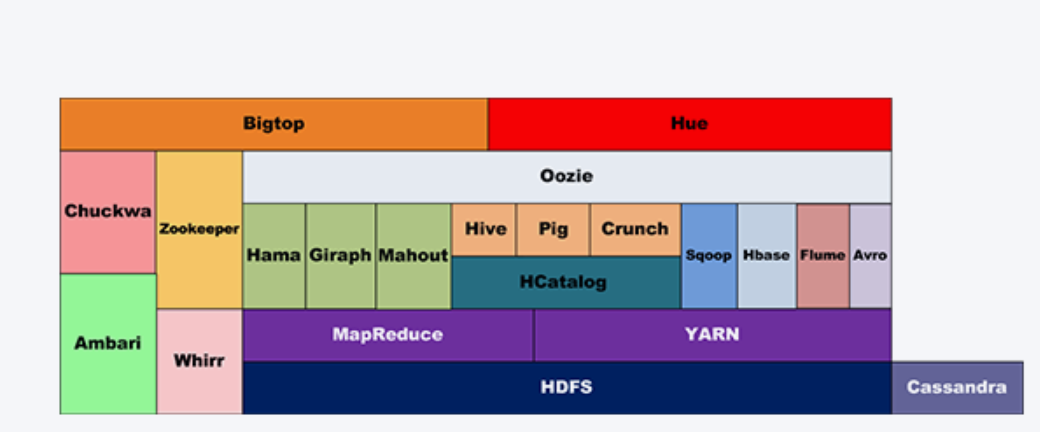 Bigtop
Hue
Oozie
Chuckwa
Zookeeper
Hive
Pig
Crunch
Hama
Giraph
Mahout
Sqoop
Hbase
Flume
Avro
HCatalog
MapReduce
YARN
Ambari
Whirr
HDFS
Cassandra